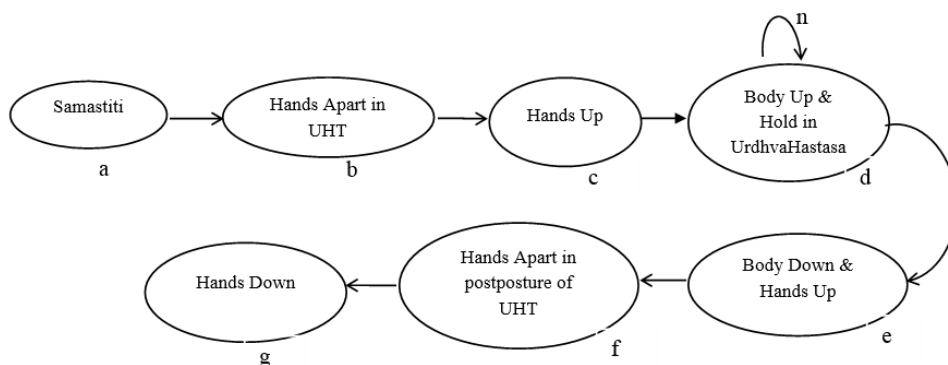 n
Samastiti
a
Hands Apart in
UHT
b
Hands Up
c
Body Up &
Hold in
UrdhvaHastasa
d
Body Down &
Hands Up
e
Hands Apart in
postposture of
UHT
f
Hands Down
g